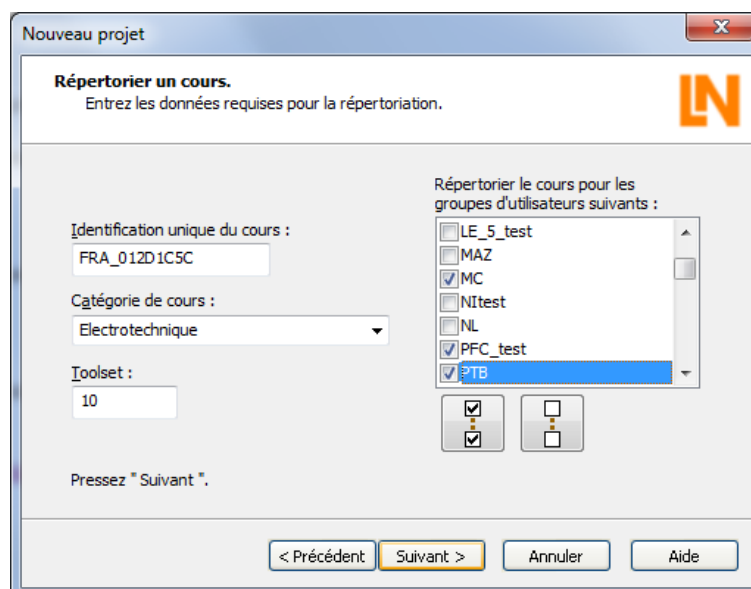 Nouveau projet
Répertorier un cours.
Entrez les données requises pour la répertoriation.
LN
Identification unique du cours :
FRA_012D1C5C
Catégorie de cours :
Electrotechnique
Toolset :
10
Pressez " Suivant ".
Répertorier le cours pour les
groupes d'utilisateurs suivants :
LE_5_test
MAZ
MC
NItest
NL
PFC_test
PTB
< Précédent
Suivant >
Annuler
Aide